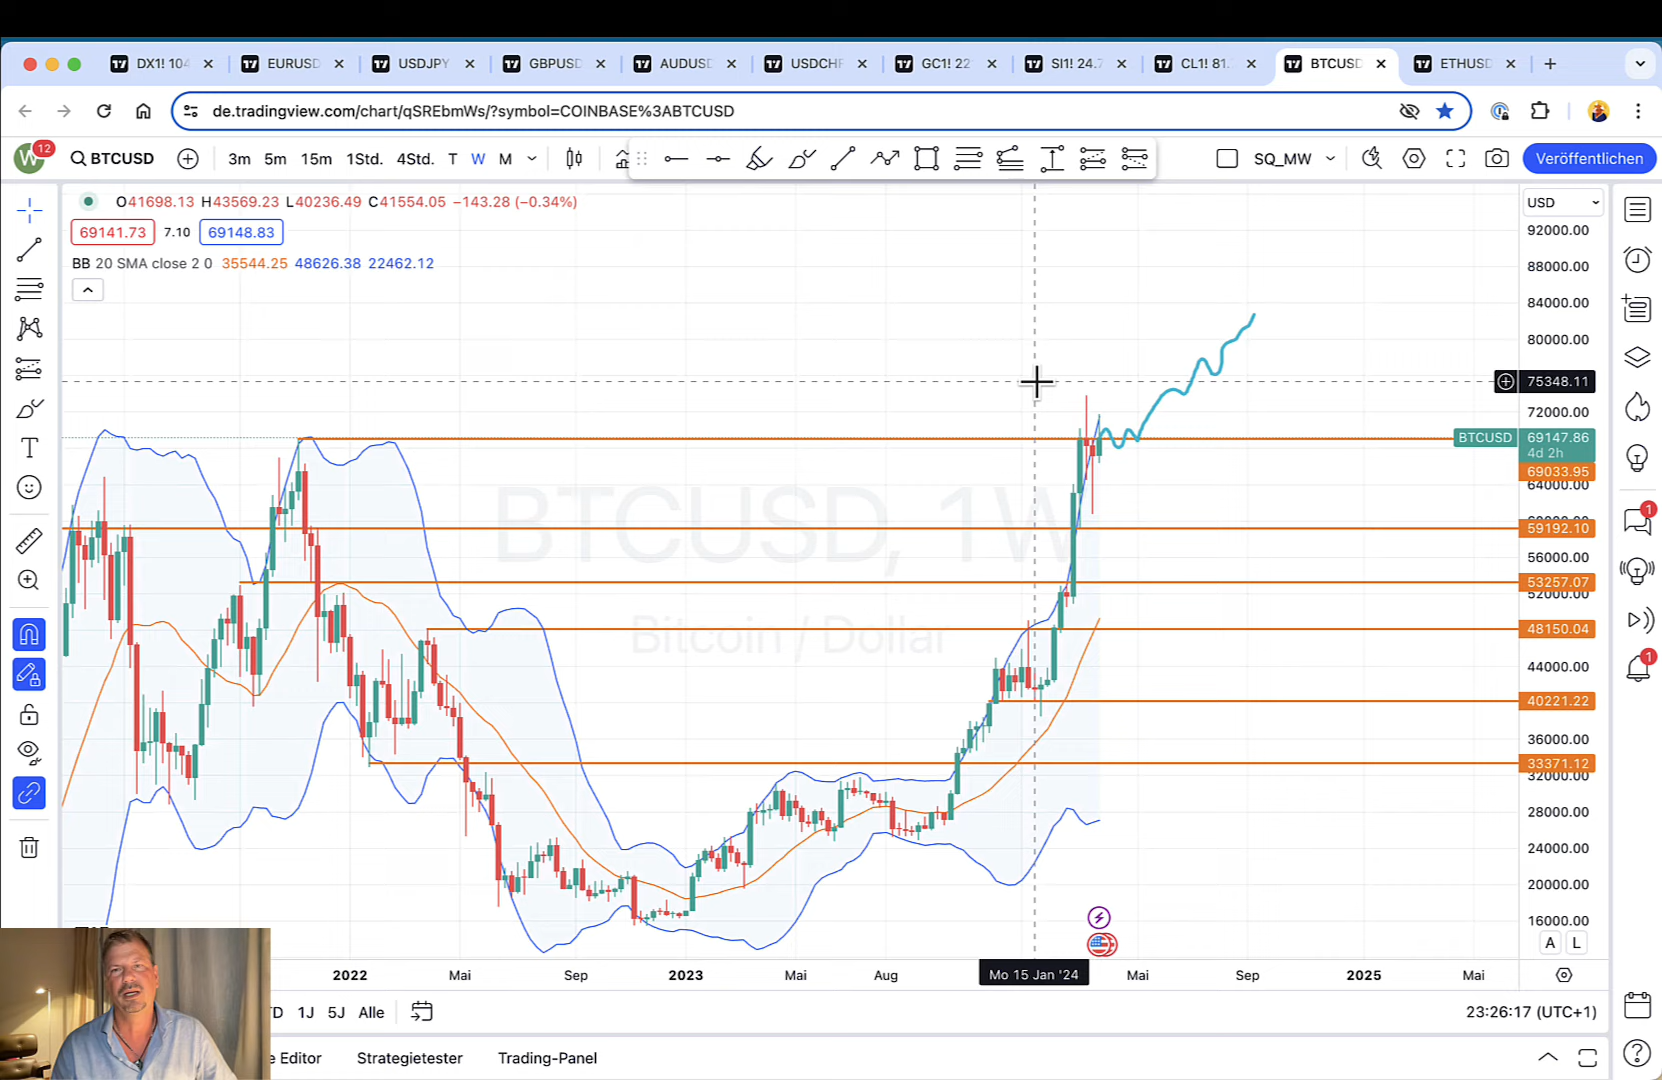 DX1! 104
EURUSD
USDJPY
GBPUSD
AUDUSD
USDCHF
GC1! 22
SI1! 24.7
CL1! 81.
BTCUSD
ETHUSD
de.tradingview.com/chart/qSREbmWs/?symbol=COINBASE%3ABTCUSD
W 12
BTCUSD
3m 5m 15m 1Std. 4Std. T W M
SQ_MW
Veröffentlichen
O41698.13 H43569.23 L40236.49 C41554.05 −143.28 (−0.34%)
69141.73 7.10 69148.83
BB 20 SMA close 2 0 35544.25 48626.38 22462.12
BTCUSD, 1W
Bitcoin / Dollar
USD
92000.00
88000.00
84000.00
80000.00
75348.11
72000.00
BTCUSD 69147.86
4d 2h
69033.95
64000.00
59192.10
56000.00
53257.07
52000.00
48150.04
44000.00
40221.22
36000.00
33371.12
32000.00
28000.00
24000.00
20000.00
16000.00
A L
1
1
2022 Mai Sep 2023 Mai Aug Mo 15 Jan '24 Mai Sep 2025 Mai
1J 5J Alle
23:26:17 (UTC+1)
Editor Strategietester Trading-Panel